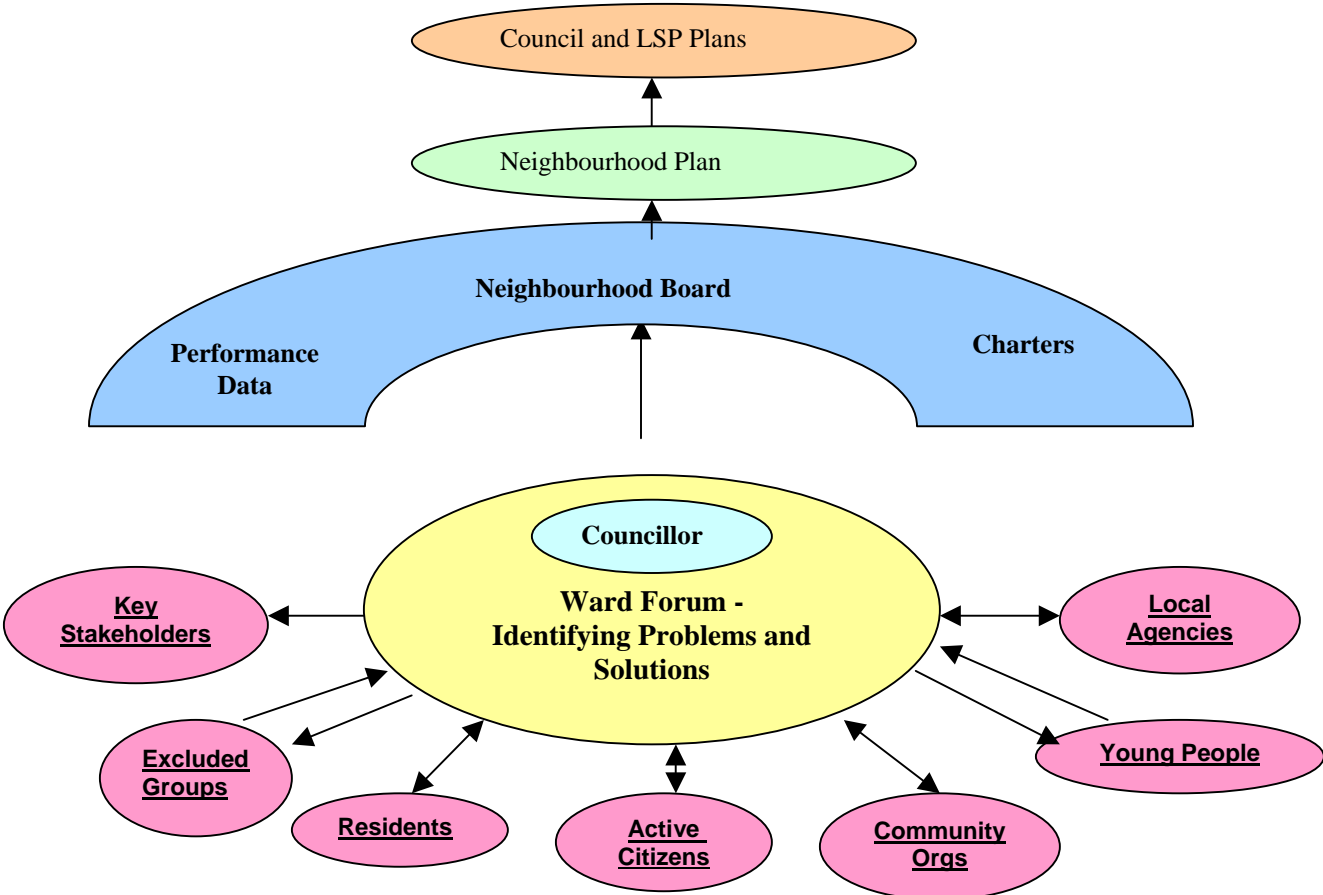 Council and LSP Plans
Neighbourhood Plan
Neighbourhood Board
Performance
Data
Charters
Councillor
Ward Forum -
Identifying Problems and
Solutions
Key
Stakeholders
Local
Agencies
Excluded
Groups
Young People
Residents
Active
Citizens
Community
Orgs